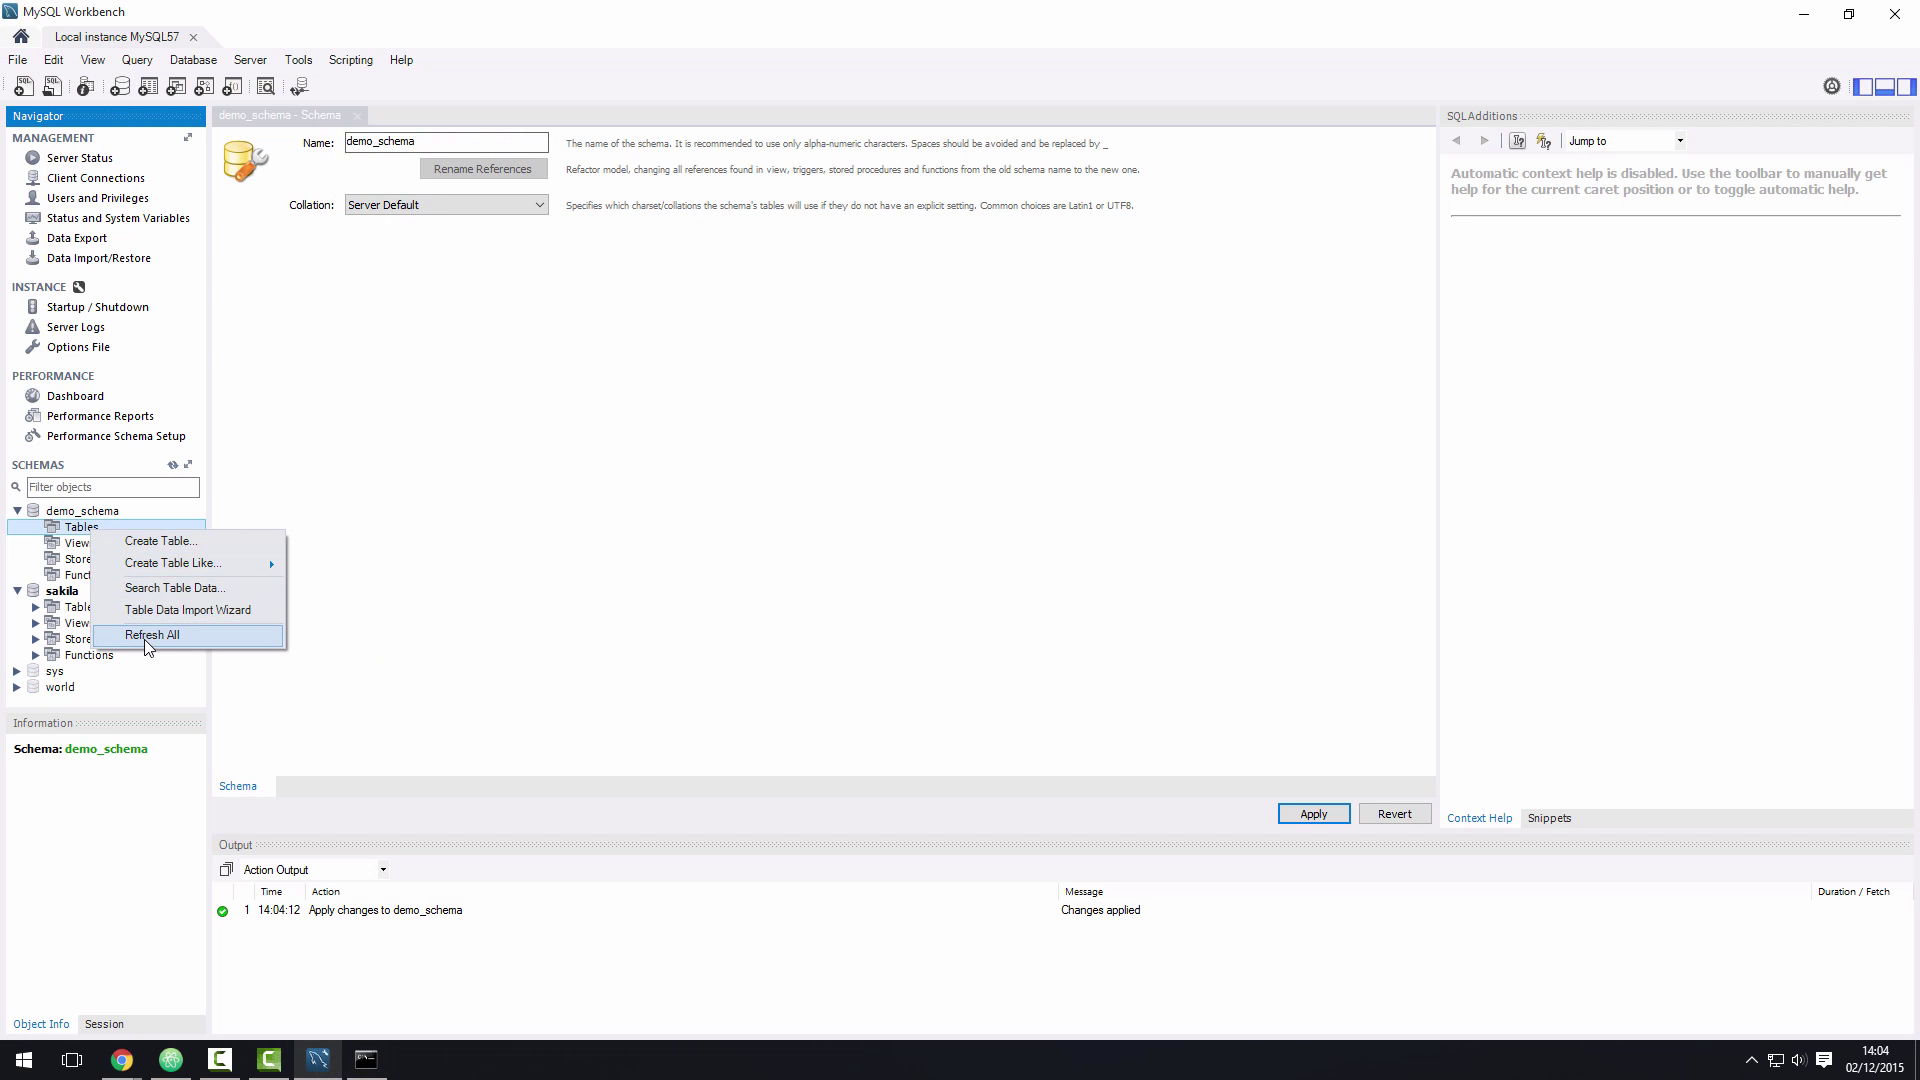 MySQL Workbench
Local instance MySQL57
File Edit View Query Database Server Tools Scripting Help
Navigator
MANAGEMENT
Server Status
Client Connections
Users and Privileges
Status and System Variables
Data Export
Data Import/Restore
INSTANCE
Startup / Shutdown
Server Logs
Options File
PERFORMANCE
Dashboard
Performance Reports
Performance Schema Setup
SCHEMAS
Filter objects
demo_schema
Tables
View
Store
Funct
sakila
Table
View
Store
Functions
sys
world
Create Table...
Create Table Like...
Search Table Data...
Table Data Import Wizard
Refresh All
Information
Schema: demo_schema
Object Info Session
demo_schema - Schema
Name: demo_schema The name of the schema. It is recommended to use only alpha-numeric characters. Spaces should be avoided and be replaced by _
Rename References Refactor model, changing all references found in view, triggers, stored procedures and functions from the old schema name to the new one.
Collation: Server Default Specifies which charset/collations the schema's tables will use if they do not have an explicit setting. Common choices are Latin1 or UTF8.
Schema
Apply Revert
SQLAdditions
Jump to
Automatic context help is disabled. Use the toolbar to manually get
help for the current caret position or to toggle automatic help.
Context Help Snippets
Output
Action Output
Time Action Message Duration / Fetch
1 14:04:12 Apply changes to demo_schema Changes applied
14:04
02/12/2015